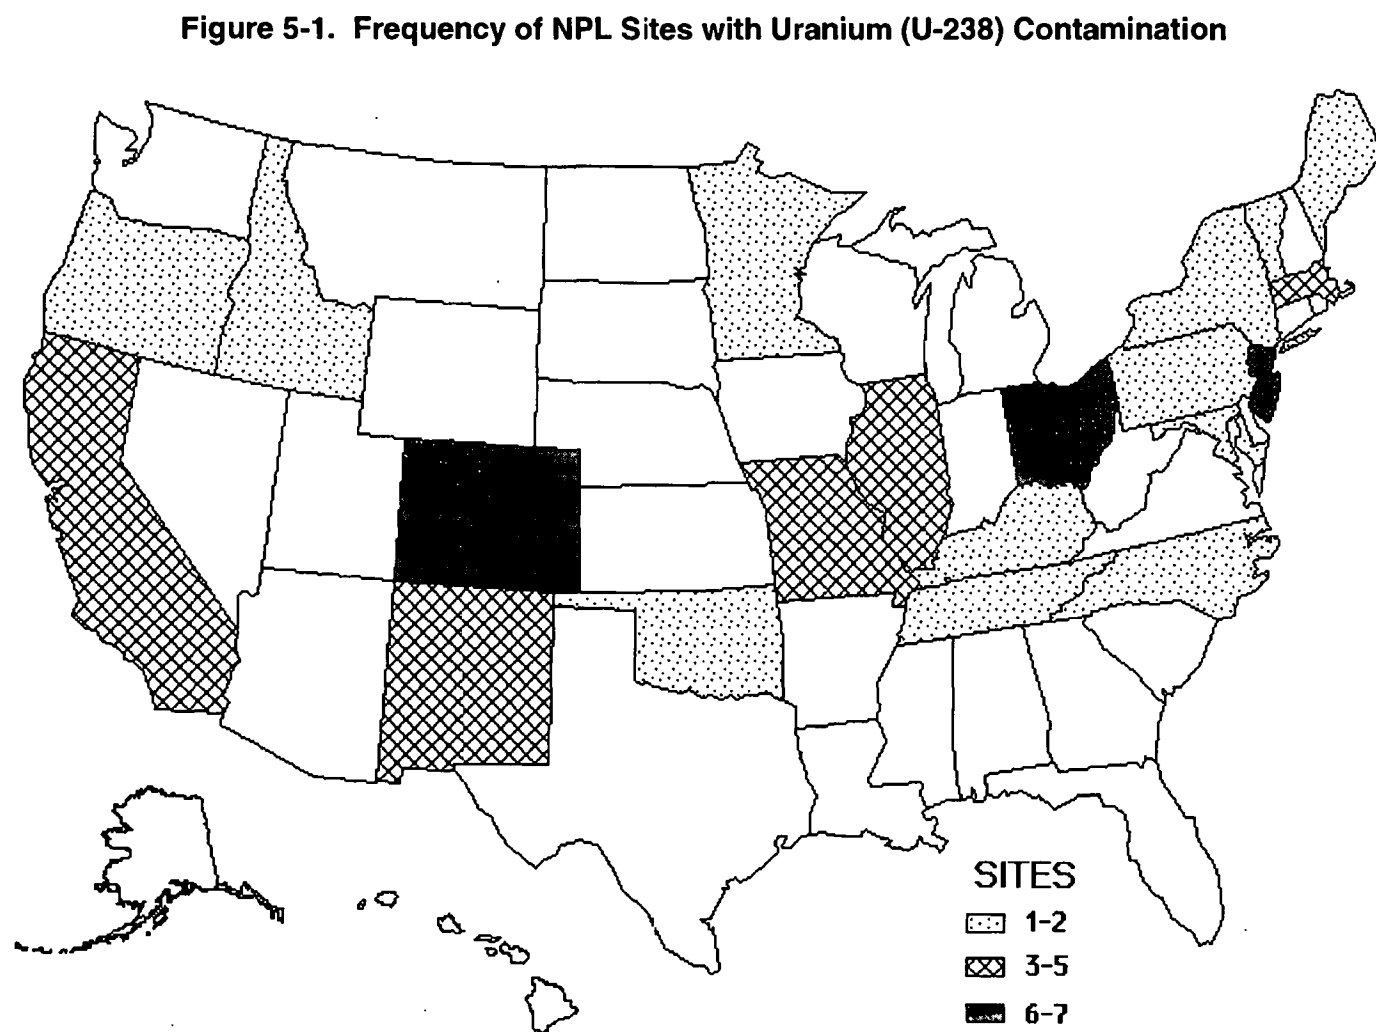 Figure 5-1. Frequency of NPL Sites with Uranium (U-238) Contamination
SITES
1-2
3-5
6-7